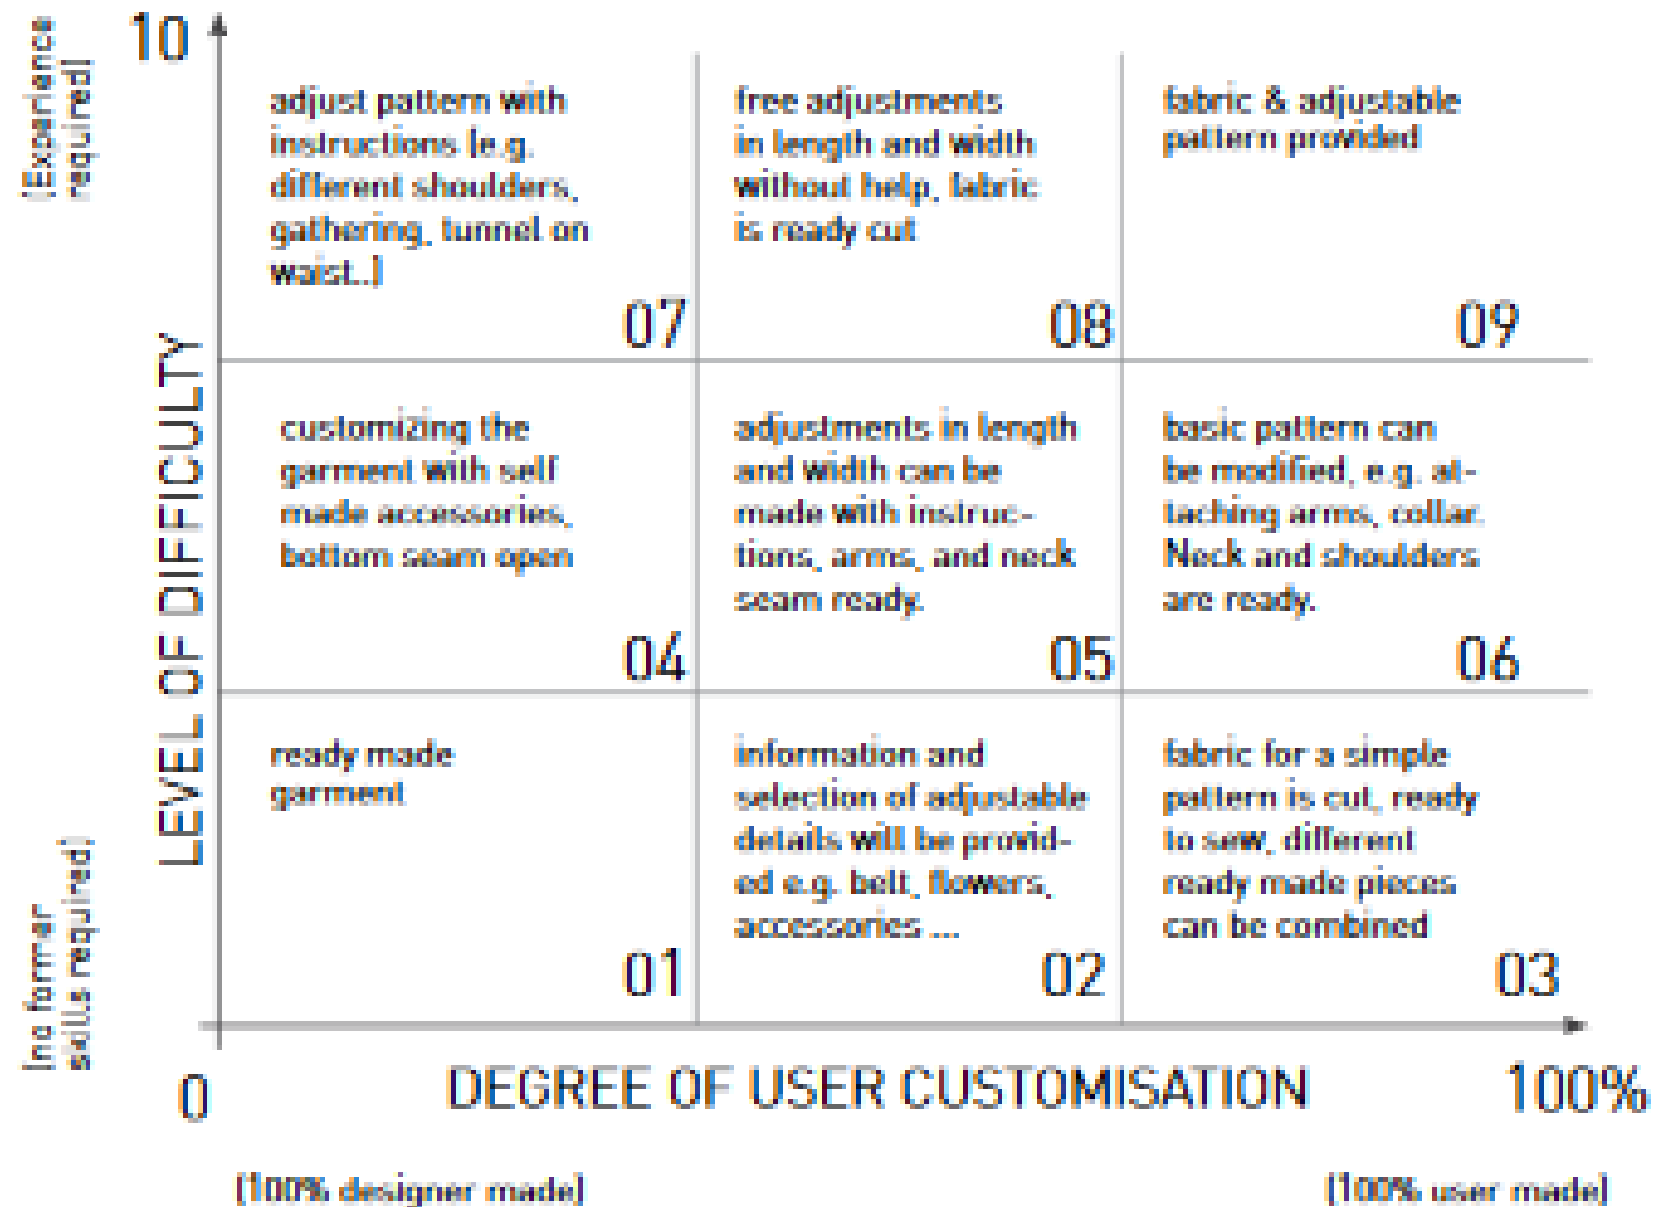 10
(Experience
required)
adjust pattern with
instructions (e.g.
different shoulders,
gathering, tunnel on
waist..)
07
free adjustments
in length and width
without help, fabric
is ready cut
08
fabric & adjustable
pattern provided
09
LEVEL OF DIFFICULTY
customizing the
garment with self
made accessories,
bottom seam open
04
adjustments in length
and width can be
made with instruc-
tions, arms, and neck
seam ready.
05
basic pattern can
be modified, e.g. at-
taching arms, collar.
Neck and shoulders
are ready.
06
(no former
skills required)
ready made
garment
01
information and
selection of adjustable
details will be provid-
ed e.g. belt, flowers,
accessories ...
02
fabric for a simple
pattern is cut, ready
to sew, different
ready made pieces
can be combined
03
0
DEGREE OF USER CUSTOMISATION
100%
(100% designer made)
(100% user made)